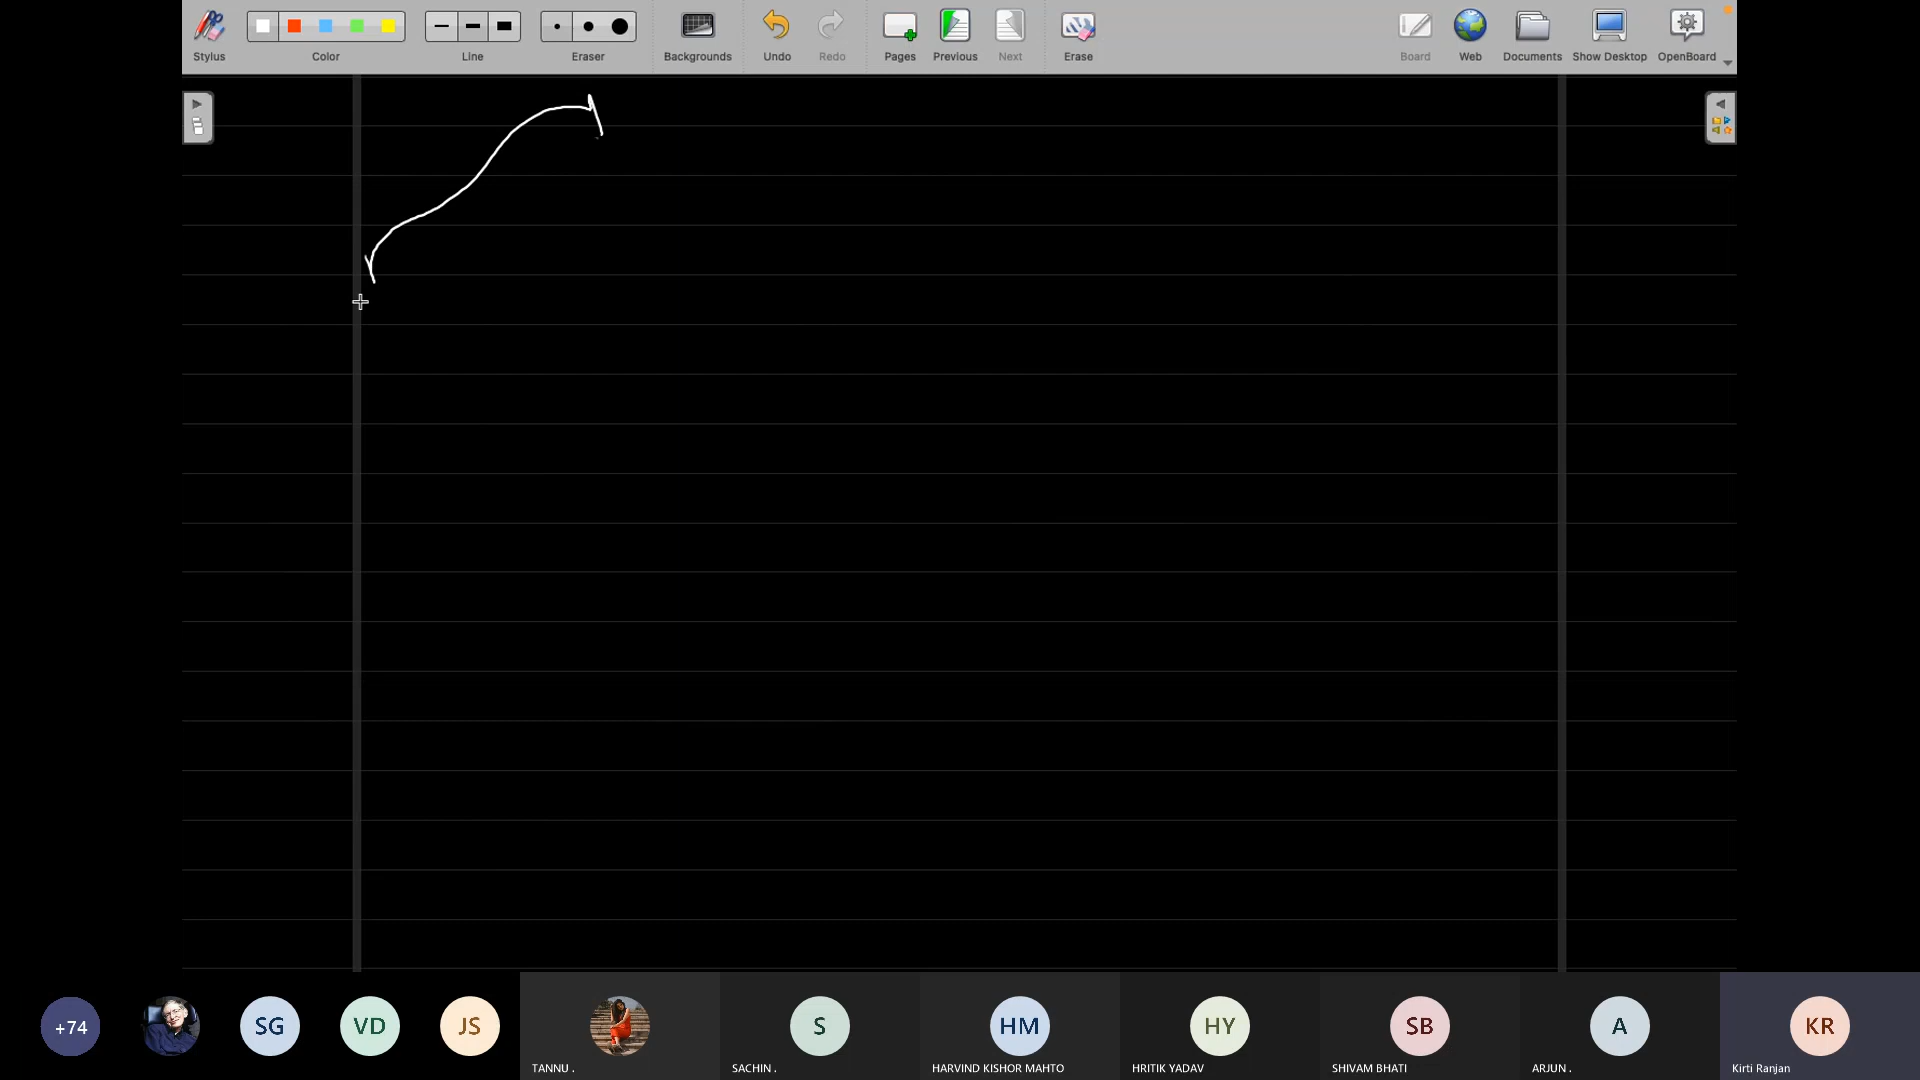 Stylus Color Line Eraser Backgrounds Undo Redo Pages Previous Next Erase Board Web Documents Show Desktop OpenBoard
+74 SG VD JS S HM HY SB A KR
TANNU . SACHIN . HARVIND KISHOR MAHTO HRITIK YADAV SHIVAM BHATI ARJUN . Kirti Ranjan